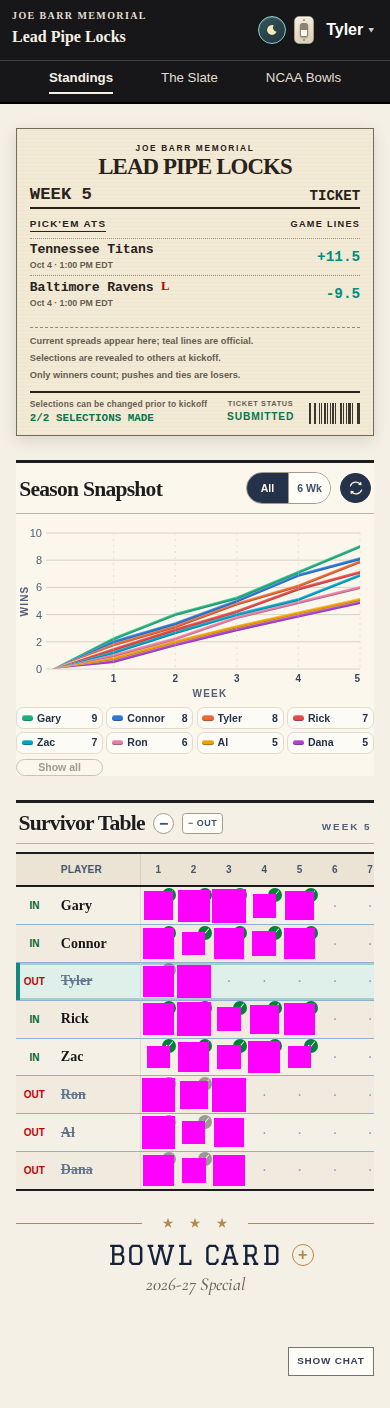 JOE BARR MEMORIAL
Lead Pipe Locks
Tyler
Standings The Slate NCAA Bowls
JOE BARR MEMORIAL
LEAD PIPE LOCKS
WEEK 5 TICKET
PICK'EM ATS GAME LINES
Tennessee Titans
Oct 4 · 1:00 PM EDT
+11.5
Baltimore Ravens L
Oct 4 · 1:00 PM EDT
-9.5
Current spreads appear here; teal lines are official.
Selections are revealed to others at kickoff.
Only winners count; pushes and ties are losers.
Selections can be changed prior to kickoff
2/2 SELECTIONS MADE
TICKET STATUS
SUBMITTED
Season Snapshot All 6 Wk
10
8
6
4
2
0
WINS
1 2 3 4 5
WEEK
Gary 9 Connor 8 Tyler 8 Rick 7
Zac 7 Ron 6 Al 5 Dana 5
Show all
Survivor Table − − OUT WEEK 5
PLAYER 1 2 3 4 5 6 7
IN Gary · ·
IN Connor · ·
OUT Tyler · · · · ·
IN Rick · ·
IN Zac · ·
OUT Ron · · · ·
OUT Al · · · ·
OUT Dana · · · ·
★ ★ ★
BOWL CARD +
2026-27 Special
SHOW CHAT